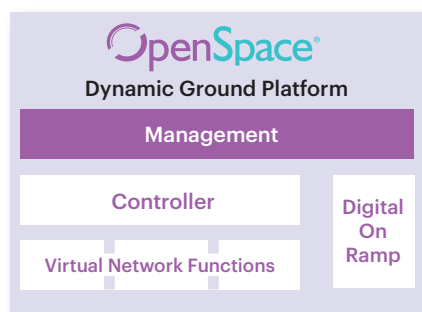 OpenSpace®
Dynamic Ground Platform
Management
Controller
Virtual Network Functions
Digital
On
Ramp